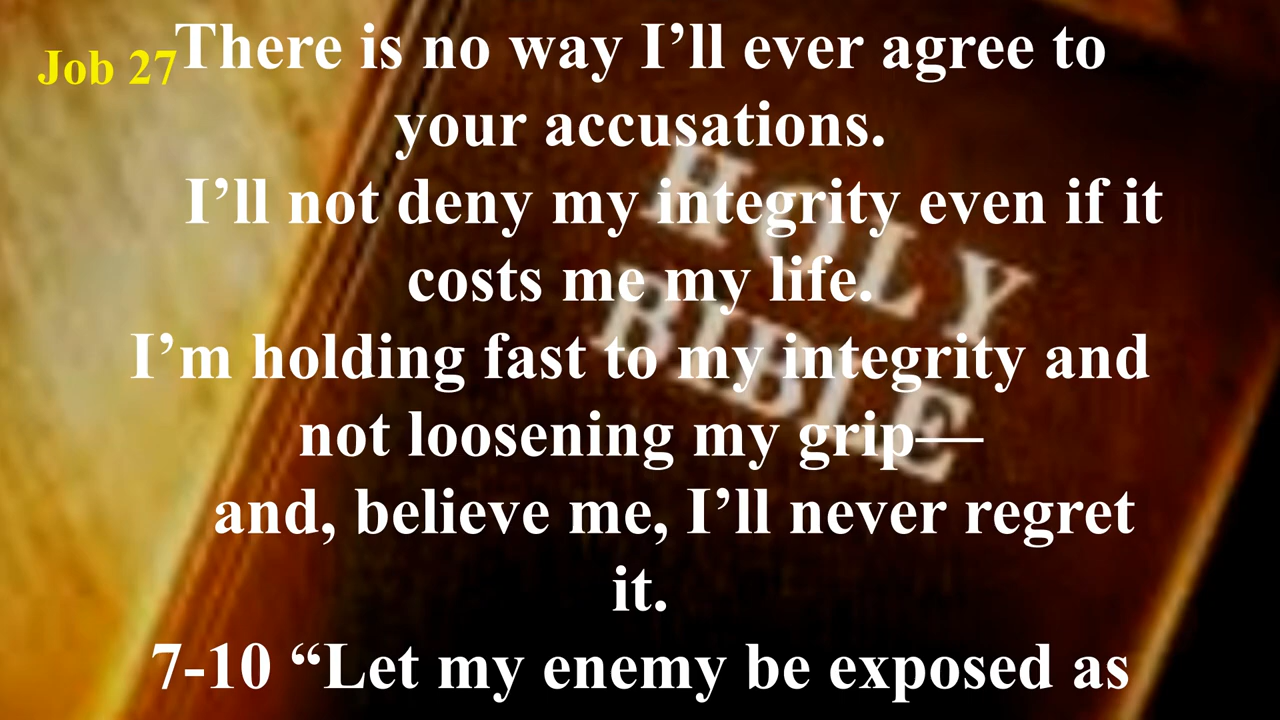 Job 27
There is no way I’ll ever agree to
your accusations.
I’ll not deny my integrity even if it
costs me my life.
I’m holding fast to my integrity and
not loosening my grip—
and, believe me, I’ll never regret
it.
7-10 “Let my enemy be exposed as
HOLY
BIBLE